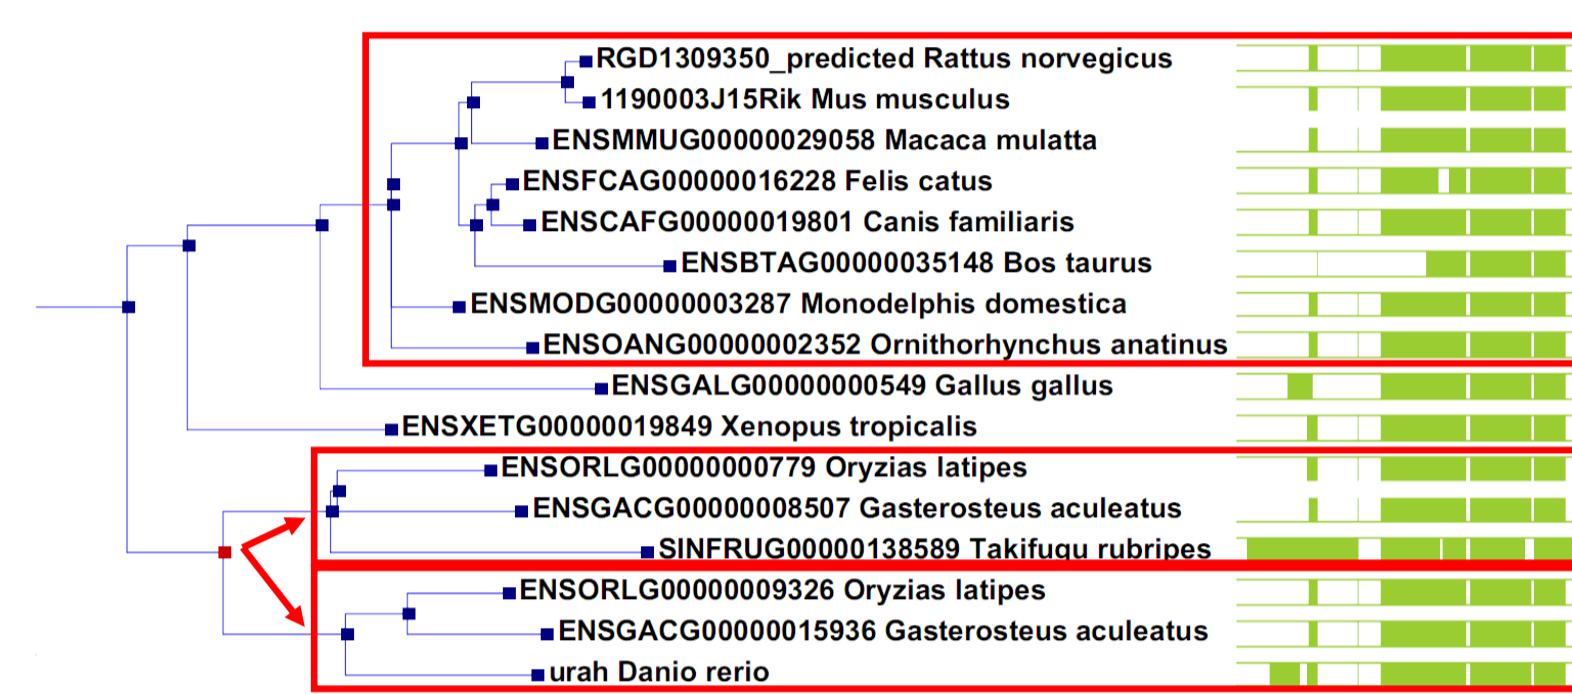 RGD1309350_predicted Rattus norvegicus
1190003J15Rik Mus musculus
ENSMMUG00000029058 Macaca mulatta
ENSFCAG00000016228 Felis catus
ENSCAFG00000019801 Canis familiaris
ENSBTAG00000035148 Bos taurus
ENSMODG00000003287 Monodelphis domestica
ENSOANG00000002352 Ornithorhynchus anatinus
ENSGALG00000000549 Gallus gallus
ENSXETG00000019849 Xenopus tropicalis
ENSORLG00000000779 Oryzias latipes
ENSGACG00000008507 Gasterosteus aculeatus
SINFRUG00000138589 Takifugu rubripes
ENSORLG00000009326 Oryzias latipes
ENSGACG00000015936 Gasterosteus aculeatus
urah Danio rerio